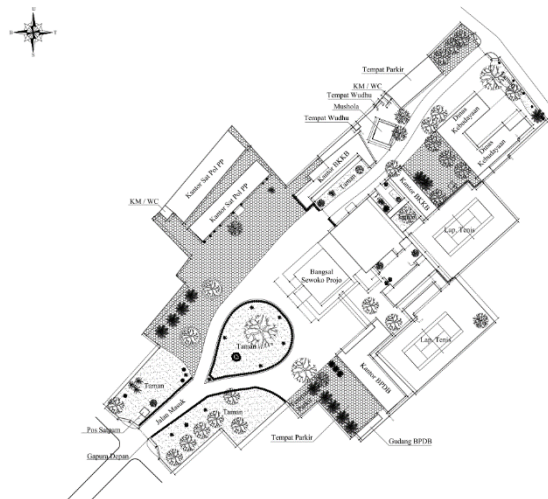 U
B
T
S
Tempat Parkir
KM / WC
Tempat Wudhu
Mushola
Tempat Wudhu
Dinas
Kebudayaan
Dinas
Kebudayaan
Kantor BKKB
Taman
Kantor BKKB
Kantor Sat Pol PP
Kantor Sat Pol PP
KM / WC
Lap. Tenis
Bangsal
Sewoko Projo
Lap. Tenis
Taman
Taman
Jalan Masuk
Taman
Kantor BPDB
Pos Satpam
Gapura Depan
Tempat Parkir
Gudang BPDB